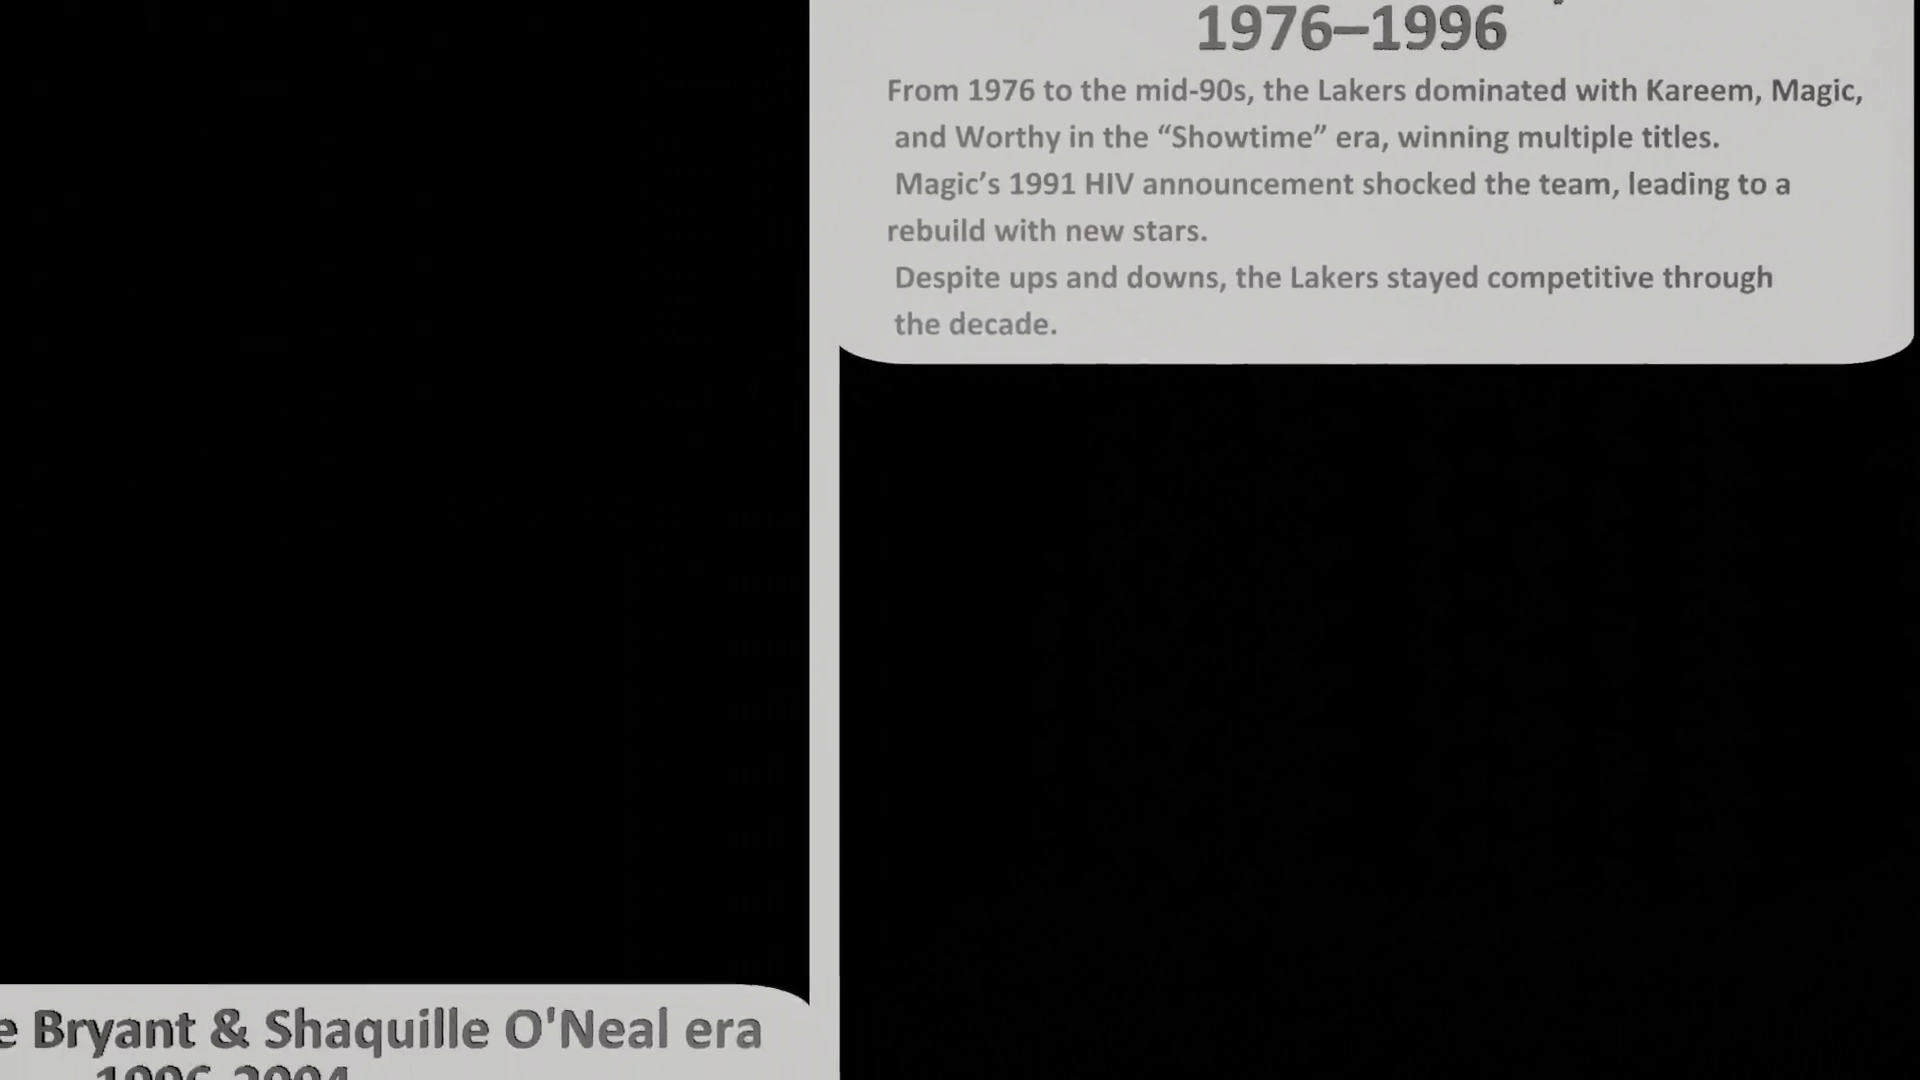 1976–1996
From 1976 to the mid-90s, the Lakers dominated with Kareem, Magic,
and Worthy in the “Showtime” era, winning multiple titles.
Magic’s 1991 HIV announcement shocked the team, leading to a
rebuild with new stars.
Despite ups and downs, the Lakers stayed competitive through
the decade.
e Bryant & Shaquille O'Neal era
1996-2004